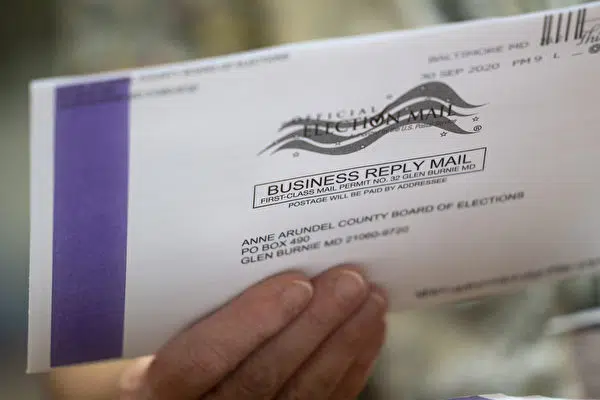 BALTIMORE MD
30 SEP 2020 PM 9 L
OFFICIAL
ELECTION MAIL
U.S.
®
BUSINESS REPLY MAIL
FIRST-CLASS MAIL PERMIT NO. 32 GLEN BURNIE MD
POSTAGE WILL BE PAID BY ADDRESSEE
ANNE ARUNDEL COUNTY BOARD OF ELECTIONS
PO BOX 490
GLEN BURNIE MD 21060-9720